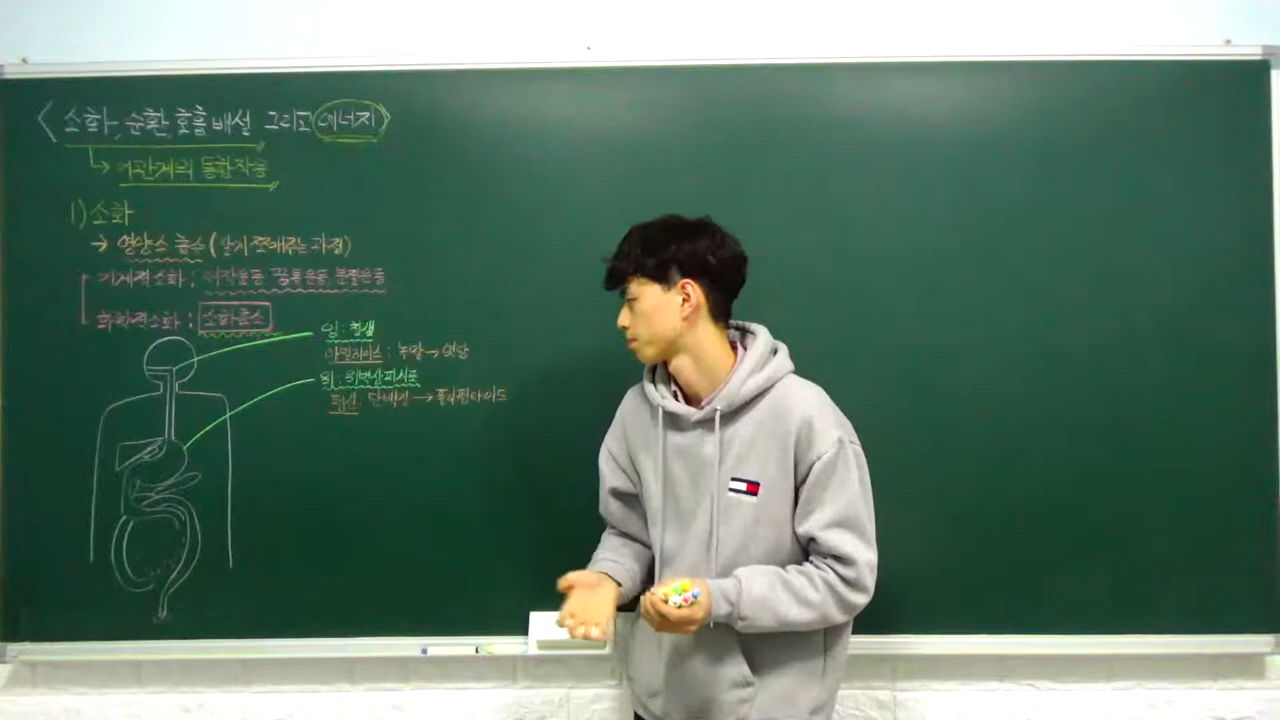 <소화, 순환, 호흡 배설 그리고 에너지>
↳ 기관계의 통합작용
1) 소화
→ 영양소 흡수 (잘게 쪼개주는 과정)
기계적소화 : 저작운동, 꿈틀운동, 분절운동
화학적소화 : 소화효소
입 : 침샘
아밀레이스 : 녹말 → 엿당
위 : 위벽상피세포
펩신 : 단백질 → 폴리펩타이드